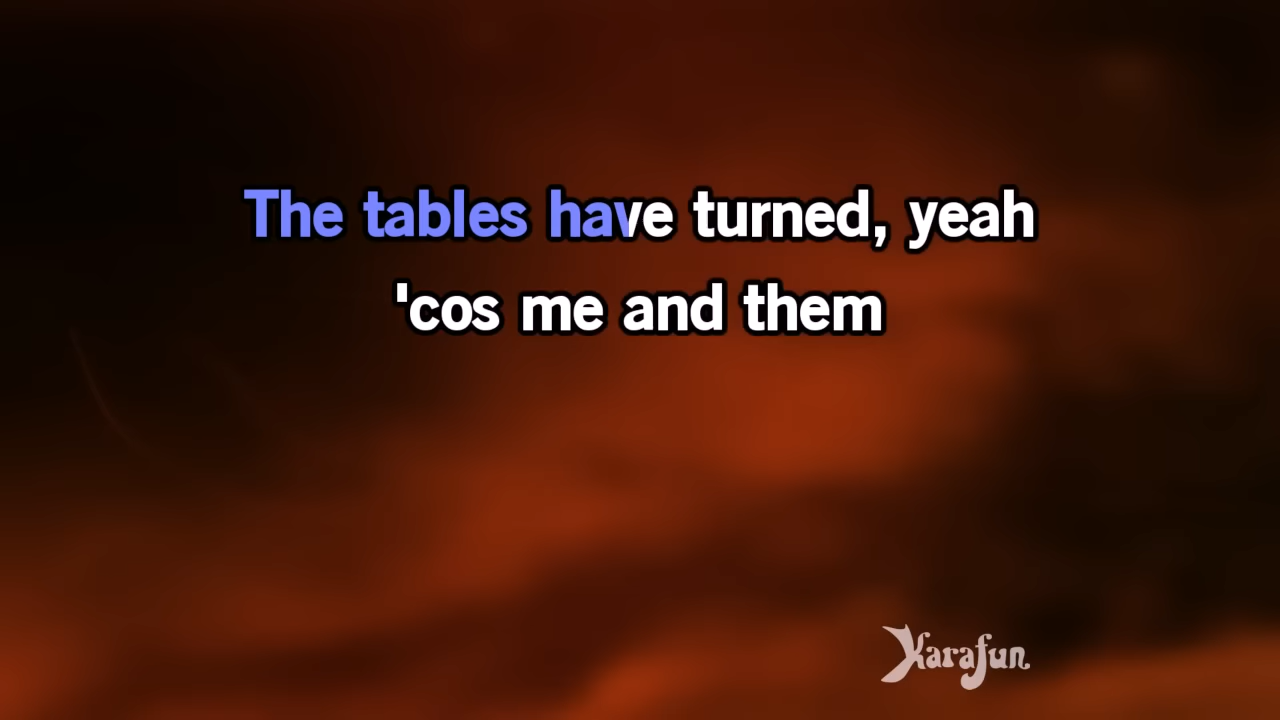 The tables have turned, yeah
'cos me and them
Karafun